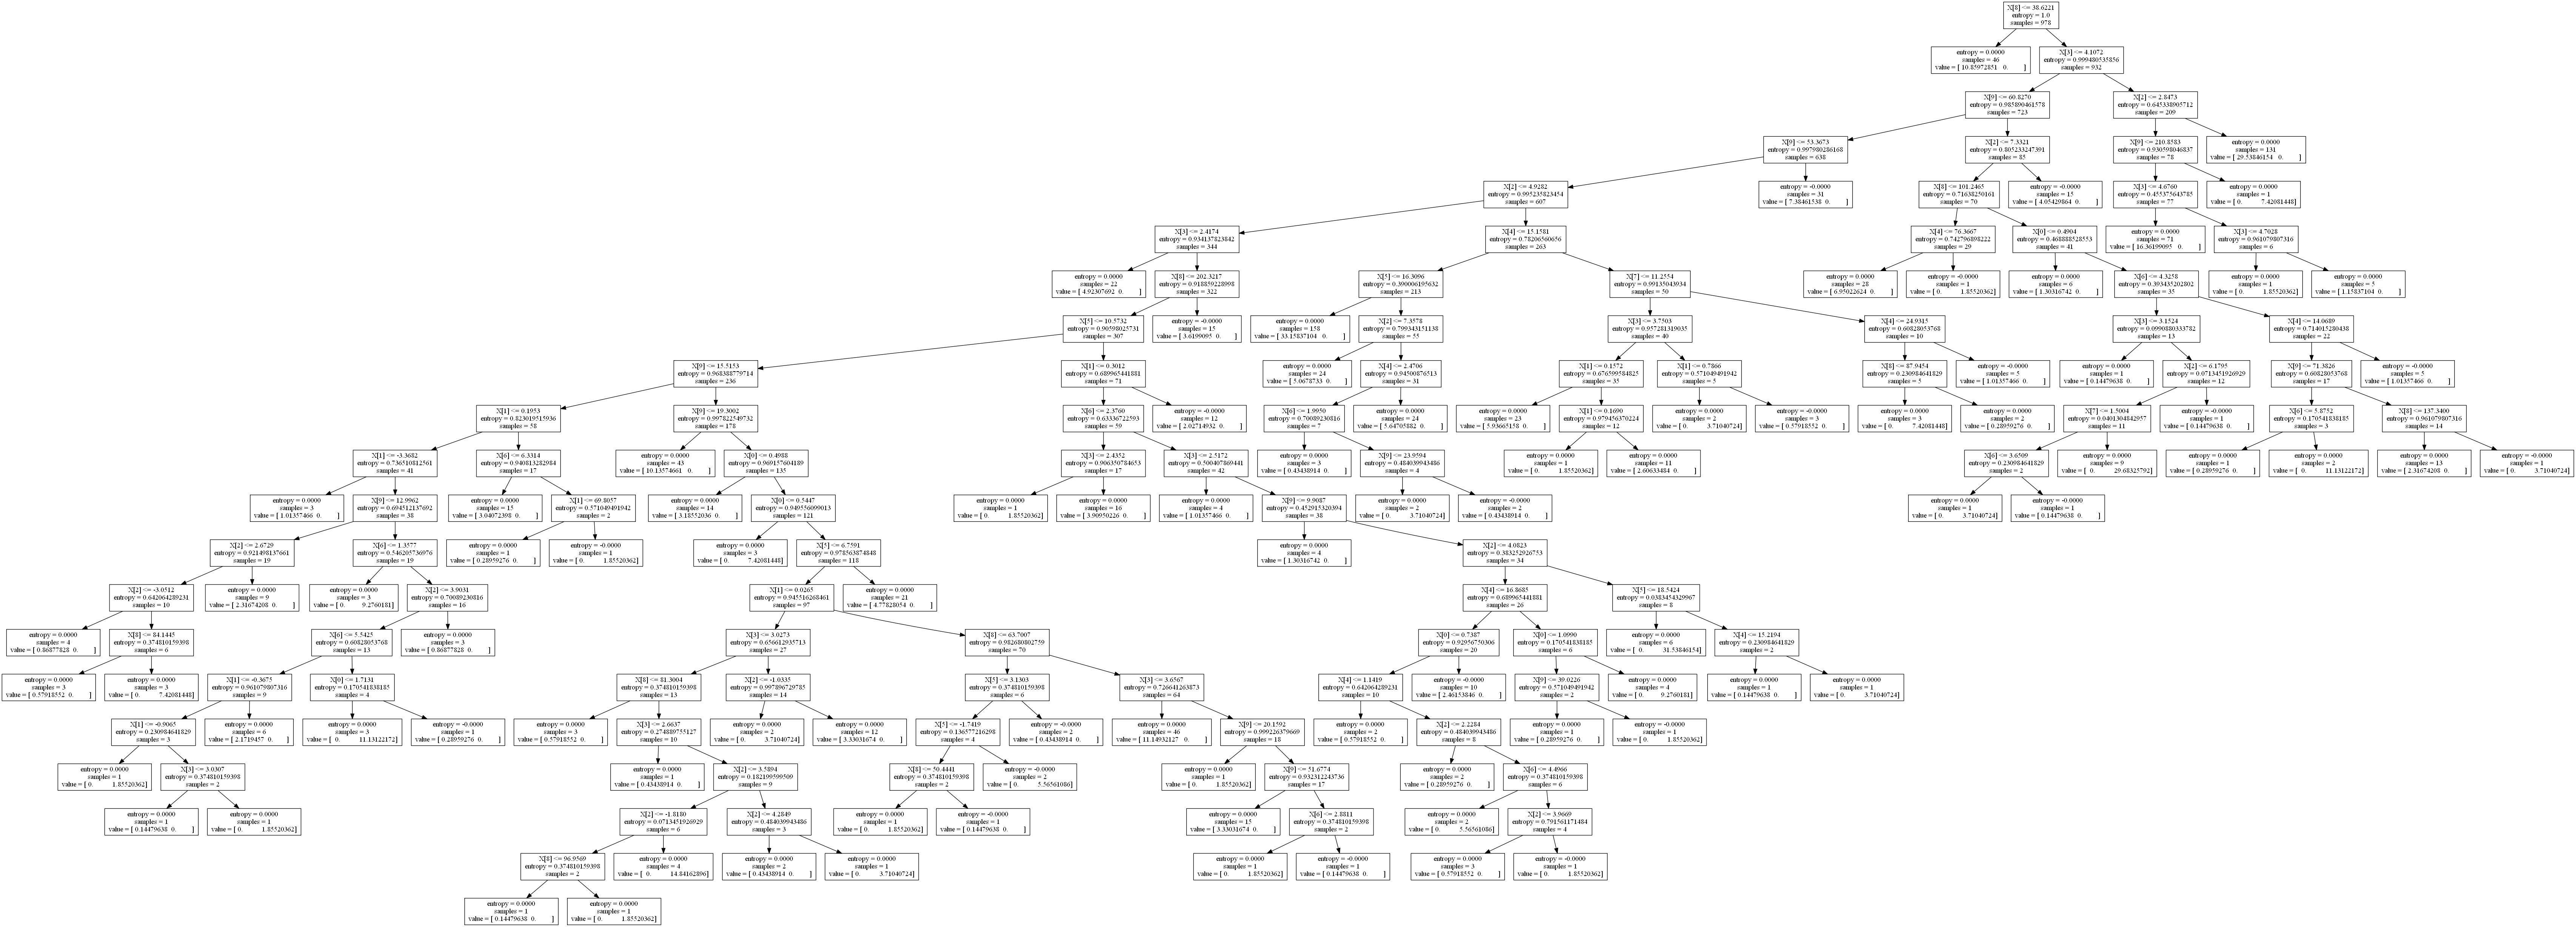 X[8] <= 38.6221
entropy = 1.0
samples = 978
entropy = 0.0000
samples = 46
value = [ 10.85972851 0. ]
X[3] <= 4.1072
entropy = 0.999480535856
samples = 932
X[9] <= 60.8270
entropy = 0.985890461578
samples = 723
X[2] <= 2.8473
entropy = 0.645338905712
samples = 209
X[9] <= 53.3673
entropy = 0.997980286168
samples = 638
X[2] <= 7.3321
entropy = 0.805233247391
samples = 85
X[9] <= 210.8583
entropy = 0.930598046837
samples = 78
entropy = 0.0000
samples = 131
value = [ 29.53846154 0. ]
X[2] <= 4.9282
entropy = 0.995235823454
samples = 607
entropy = -0.0000
samples = 31
value = [ 7.38461538 0. ]
X[8] <= 101.2465
entropy = 0.71638250161
samples = 70
entropy = -0.0000
samples = 15
value = [ 4.05429864 0. ]
X[3] <= 4.6760
entropy = 0.455375643785
samples = 77
entropy = 0.0000
samples = 1
value = [ 0. 7.42081448]
X[3] <= 2.4174
entropy = 0.934137823842
samples = 344
X[4] <= 15.1581
entropy = 0.78206560656
samples = 263
X[4] <= 76.3667
entropy = 0.742796898222
samples = 29
X[0] <= 0.4904
entropy = 0.468888528553
samples = 41
entropy = 0.0000
samples = 71
value = [ 16.36199095 0. ]
X[3] <= 4.7028
entropy = 0.961079807316
samples = 6
entropy = 0.0000
samples = 22
value = [ 4.92307692 0. ]
X[8] <= 202.3217
entropy = 0.918859228998
samples = 322
X[5] <= 16.3096
entropy = 0.390006195632
samples = 213
X[7] <= 11.2554
entropy = 0.99135043934
samples = 50
entropy = 0.0000
samples = 28
value = [ 6.95022624 0. ]
entropy = -0.0000
samples = 1
value = [ 0. 1.85520362]
entropy = 0.0000
samples = 6
value = [ 1.30316742 0. ]
X[6] <= 4.3258
entropy = 0.393435202802
samples = 35
entropy = 0.0000
samples = 1
value = [ 0. 1.85520362]
entropy = 0.0000
samples = 5
value = [ 1.15837104 0. ]
X[5] <= 10.5732
entropy = 0.90598025731
samples = 307
entropy = -0.0000
samples = 15
value = [ 3.6199095 0. ]
entropy = 0.0000
samples = 158
value = [ 33.15837104 0. ]
X[2] <= 7.3578
entropy = 0.799343151138
samples = 55
X[3] <= 3.7503
entropy = 0.957281319035
samples = 40
X[4] <= 24.9315
entropy = 0.60828053768
samples = 10
X[3] <= 3.1524
entropy = 0.0990880333782
samples = 13
X[4] <= 14.0689
entropy = 0.714015280438
samples = 22
X[9] <= 15.5153
entropy = 0.968388779714
samples = 236
X[1] <= 0.3012
entropy = 0.689965441881
samples = 71
entropy = 0.0000
samples = 24
value = [ 5.0678733 0. ]
X[4] <= 2.4706
entropy = 0.94500876513
samples = 31
X[1] <= 0.1572
entropy = 0.676599584825
samples = 35
X[1] <= 0.7866
entropy = 0.571049491942
samples = 5
X[8] <= 87.9454
entropy = 0.230984641829
samples = 5
entropy = -0.0000
samples = 5
value = [ 1.01357466 0. ]
entropy = 0.0000
samples = 1
value = [ 0.14479638 0. ]
X[2] <= 6.1795
entropy = 0.0713451926929
samples = 12
X[9] <= 71.3826
entropy = 0.60828053768
samples = 17
entropy = -0.0000
samples = 5
value = [ 1.01357466 0. ]
X[1] <= 0.1953
entropy = 0.823019515936
samples = 58
X[9] <= 19.3002
entropy = 0.997822549732
samples = 178
X[6] <= 2.3760
entropy = 0.63336722593
samples = 59
entropy = -0.0000
samples = 12
value = [ 2.02714932 0. ]
X[6] <= 1.9950
entropy = 0.70089230816
samples = 7
entropy = 0.0000
samples = 24
value = [ 5.64705882 0. ]
entropy = 0.0000
samples = 23
value = [ 5.93665158 0. ]
X[1] <= 0.1690
entropy = 0.979456370224
samples = 12
entropy = 0.0000
samples = 2
value = [ 0. 3.71040724]
entropy = -0.0000
samples = 3
value = [ 0.57918552 0. ]
entropy = 0.0000
samples = 3
value = [ 0. 7.42081448]
entropy = 0.0000
samples = 2
value = [ 0.28959276 0. ]
X[7] <= 1.5004
entropy = 0.0401304842957
samples = 11
entropy = -0.0000
samples = 1
value = [ 0.14479638 0. ]
X[6] <= 5.8752
entropy = 0.170541838185
samples = 3
X[8] <= 137.3400
entropy = 0.961079807316
samples = 14
X[1] <= -3.3682
entropy = 0.736510812561
samples = 41
X[6] <= 6.3314
entropy = 0.940813282984
samples = 17
entropy = 0.0000
samples = 43
value = [ 10.13574661 0. ]
X[0] <= 0.4988
entropy = 0.969157604189
samples = 135
X[3] <= 2.4352
entropy = 0.906350784653
samples = 17
X[3] <= 2.5172
entropy = 0.500407869441
samples = 42
entropy = 0.0000
samples = 3
value = [ 0.43438914 0. ]
X[9] <= 23.9594
entropy = 0.484039943486
samples = 4
entropy = 0.0000
samples = 1
value = [ 0. 1.85520362]
entropy = 0.0000
samples = 11
value = [ 2.60633484 0. ]
X[6] <= 3.6509
entropy = 0.230984641829
samples = 2
entropy = 0.0000
samples = 9
value = [ 0. 29.68325792]
entropy = 0.0000
samples = 1
value = [ 0.28959276 0. ]
entropy = 0.0000
samples = 2
value = [ 0. 11.13122172]
entropy = 0.0000
samples = 13
value = [ 2.31674208 0. ]
entropy = -0.0000
samples = 1
value = [ 0. 3.71040724]
entropy = 0.0000
samples = 3
value = [ 1.01357466 0. ]
X[9] <= 12.9962
entropy = 0.694512137692
samples = 38
entropy = 0.0000
samples = 15
value = [ 3.04072398 0. ]
X[1] <= 69.8057
entropy = 0.571049491942
samples = 2
entropy = 0.0000
samples = 14
value = [ 3.18552036 0. ]
X[0] <= 0.5447
entropy = 0.949556099013
samples = 121
entropy = 0.0000
samples = 1
value = [ 0. 1.85520362]
entropy = 0.0000
samples = 16
value = [ 3.90950226 0. ]
entropy = 0.0000
samples = 4
value = [ 1.01357466 0. ]
X[9] <= 9.9087
entropy = 0.452915320394
samples = 38
entropy = 0.0000
samples = 2
value = [ 0. 3.71040724]
entropy = -0.0000
samples = 2
value = [ 0.43438914 0. ]
entropy = 0.0000
samples = 1
value = [ 0. 3.71040724]
entropy = -0.0000
samples = 1
value = [ 0.14479638 0. ]
X[2] <= 2.6729
entropy = 0.921498137661
samples = 19
X[6] <= 1.3577
entropy = 0.546205736976
samples = 19
entropy = 0.0000
samples = 1
value = [ 0.28959276 0. ]
entropy = -0.0000
samples = 1
value = [ 0. 1.85520362]
entropy = 0.0000
samples = 3
value = [ 0. 7.42081448]
X[5] <= 6.7591
entropy = 0.978563874848
samples = 118
entropy = 0.0000
samples = 4
value = [ 1.30316742 0. ]
X[2] <= 4.0823
entropy = 0.383252926753
samples = 34
X[2] <= -3.0512
entropy = 0.642064289231
samples = 10
entropy = 0.0000
samples = 9
value = [ 2.31674208 0. ]
entropy = 0.0000
samples = 3
value = [ 0. 9.2760181]
X[2] <= 3.9031
entropy = 0.70089230816
samples = 16
X[1] <= 0.0265
entropy = 0.945516268461
samples = 97
entropy = 0.0000
samples = 21
value = [ 4.77828054 0. ]
X[4] <= 16.8685
entropy = 0.689965441881
samples = 26
X[5] <= 18.5424
entropy = 0.0383454329967
samples = 8
entropy = 0.0000
samples = 4
value = [ 0.86877828 0. ]
X[8] <= 84.1445
entropy = 0.374810159398
samples = 6
X[6] <= 5.5425
entropy = 0.60828053768
samples = 13
entropy = 0.0000
samples = 3
value = [ 0.86877828 0. ]
X[3] <= 3.0273
entropy = 0.656612935713
samples = 27
X[8] <= 63.7007
entropy = 0.982680802759
samples = 70
X[0] <= 0.7387
entropy = 0.92956750306
samples = 20
X[0] <= 1.0990
entropy = 0.170541838185
samples = 6
entropy = 0.0000
samples = 6
value = [ 0. 31.53846154]
X[4] <= 15.2194
entropy = 0.230984641829
samples = 2
entropy = 0.0000
samples = 3
value = [ 0.57918552 0. ]
entropy = 0.0000
samples = 3
value = [ 0. 7.42081448]
X[1] <= -0.3675
entropy = 0.961079807316
samples = 9
X[0] <= 1.7131
entropy = 0.170541838185
samples = 4
X[8] <= 81.3004
entropy = 0.374810159398
samples = 13
X[2] <= -1.0335
entropy = 0.997896729785
samples = 14
X[5] <= 3.1303
entropy = 0.374810159398
samples = 6
X[3] <= 3.6567
entropy = 0.726641263873
samples = 64
X[4] <= 1.1419
entropy = 0.642064289231
samples = 10
entropy = -0.0000
samples = 10
value = [ 2.46153846 0. ]
X[9] <= 39.0226
entropy = 0.571049491942
samples = 2
entropy = 0.0000
samples = 4
value = [ 0. 9.2760181]
entropy = 0.0000
samples = 1
value = [ 0.14479638 0. ]
entropy = 0.0000
samples = 1
value = [ 0. 3.71040724]
X[1] <= -0.9065
entropy = 0.230984641829
samples = 3
entropy = 0.0000
samples = 6
value = [ 2.1719457 0. ]
entropy = 0.0000
samples = 3
value = [ 0. 11.13122172]
entropy = -0.0000
samples = 1
value = [ 0.28959276 0. ]
entropy = 0.0000
samples = 3
value = [ 0.57918552 0. ]
X[3] <= 2.6637
entropy = 0.274889755127
samples = 10
entropy = 0.0000
samples = 2
value = [ 0. 3.71040724]
entropy = 0.0000
samples = 12
value = [ 3.33031674 0. ]
X[5] <= -1.7419
entropy = 0.136577216298
samples = 4
entropy = -0.0000
samples = 2
value = [ 0.43438914 0. ]
entropy = 0.0000
samples = 46
value = [ 11.14932127 0. ]
X[9] <= 20.1592
entropy = 0.999226379669
samples = 18
entropy = 0.0000
samples = 2
value = [ 0.57918552 0. ]
X[2] <= 2.2284
entropy = 0.484039943486
samples = 8
entropy = 0.0000
samples = 1
value = [ 0.28959276 0. ]
entropy = -0.0000
samples = 1
value = [ 0. 1.85520362]
entropy = 0.0000
samples = 1
value = [ 0. 1.85520362]
X[3] <= 3.0307
entropy = 0.374810159398
samples = 2
entropy = 0.0000
samples = 1
value = [ 0.43438914 0. ]
X[2] <= 3.5894
entropy = 0.182199599509
samples = 9
X[8] <= 50.4441
entropy = 0.374810159398
samples = 2
entropy = -0.0000
samples = 2
value = [ 0. 5.56561086]
entropy = 0.0000
samples = 1
value = [ 0. 1.85520362]
X[9] <= 51.6774
entropy = 0.932312243736
samples = 17
entropy = 0.0000
samples = 2
value = [ 0.28959276 0. ]
X[6] <= 4.4966
entropy = 0.374810159398
samples = 6
entropy = 0.0000
samples = 1
value = [ 0.14479638 0. ]
entropy = 0.0000
samples = 1
value = [ 0. 1.85520362]
X[2] <= -1.8180
entropy = 0.0713451926929
samples = 6
X[2] <= 4.2849
entropy = 0.484039943486
samples = 3
entropy = 0.0000
samples = 1
value = [ 0. 1.85520362]
entropy = -0.0000
samples = 1
value = [ 0.14479638 0. ]
entropy = 0.0000
samples = 15
value = [ 3.33031674 0. ]
X[6] <= 2.8811
entropy = 0.374810159398
samples = 2
entropy = 0.0000
samples = 2
value = [ 0. 5.56561086]
X[2] <= 3.9669
entropy = 0.791561171484
samples = 4
X[8] <= 96.9569
entropy = 0.374810159398
samples = 2
entropy = 0.0000
samples = 4
value = [ 0. 14.84162896]
entropy = 0.0000
samples = 2
value = [ 0.43438914 0. ]
entropy = 0.0000
samples = 1
value = [ 0. 3.71040724]
entropy = 0.0000
samples = 1
value = [ 0. 1.85520362]
entropy = -0.0000
samples = 1
value = [ 0.14479638 0. ]
entropy = 0.0000
samples = 3
value = [ 0.57918552 0. ]
entropy = -0.0000
samples = 1
value = [ 0. 1.85520362]
entropy = 0.0000
samples = 1
value = [ 0.14479638 0. ]
entropy = 0.0000
samples = 1
value = [ 0. 1.85520362]